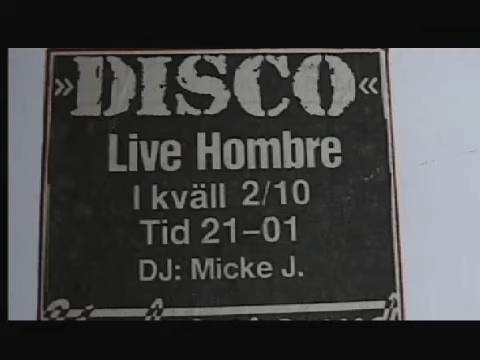 »DISCO«
Live Hombre
I kväll 2/10
Tid 21–01
DJ: Micke J.